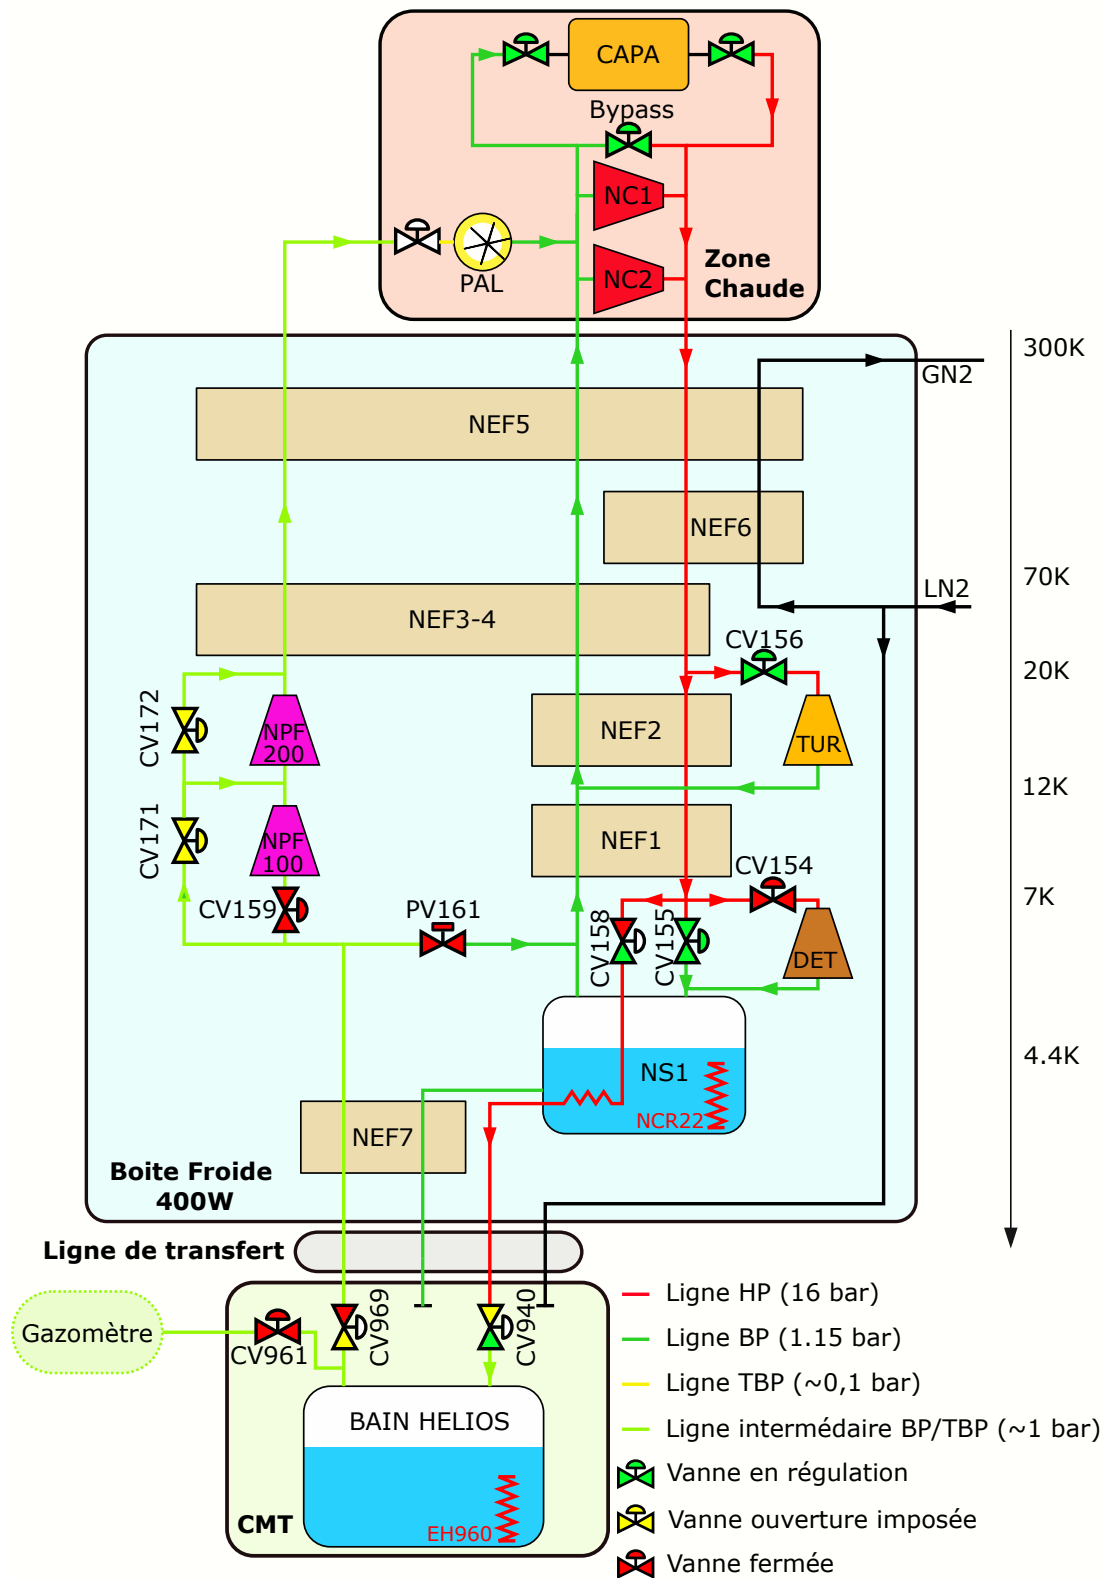 CAPA
Bypass
NC1
PAL
NC2
Zone
Chaude
300K
GN2
NEF5
NEF6
70K
LN2
NEF3-4
CV156
20K
CV172
NPF
200
NEF2
TUR
12K
CV171
NPF
100
NEF1
CV154
7K
CV159
PV161
CV158
CV155
DET
4.4K
NS1
NCR22
NEF7
Boite Froide
400W
Ligne de transfert
Gazomètre
CV961
CV969
CV940
BAIN HELIOS
EH960
CMT
Ligne HP (16 bar)
Ligne BP (1.15 bar)
Ligne TBP (~0,1 bar)
Ligne intermédaire BP/TBP (~1 bar)
Vanne en régulation
Vanne ouverture imposée
Vanne fermée